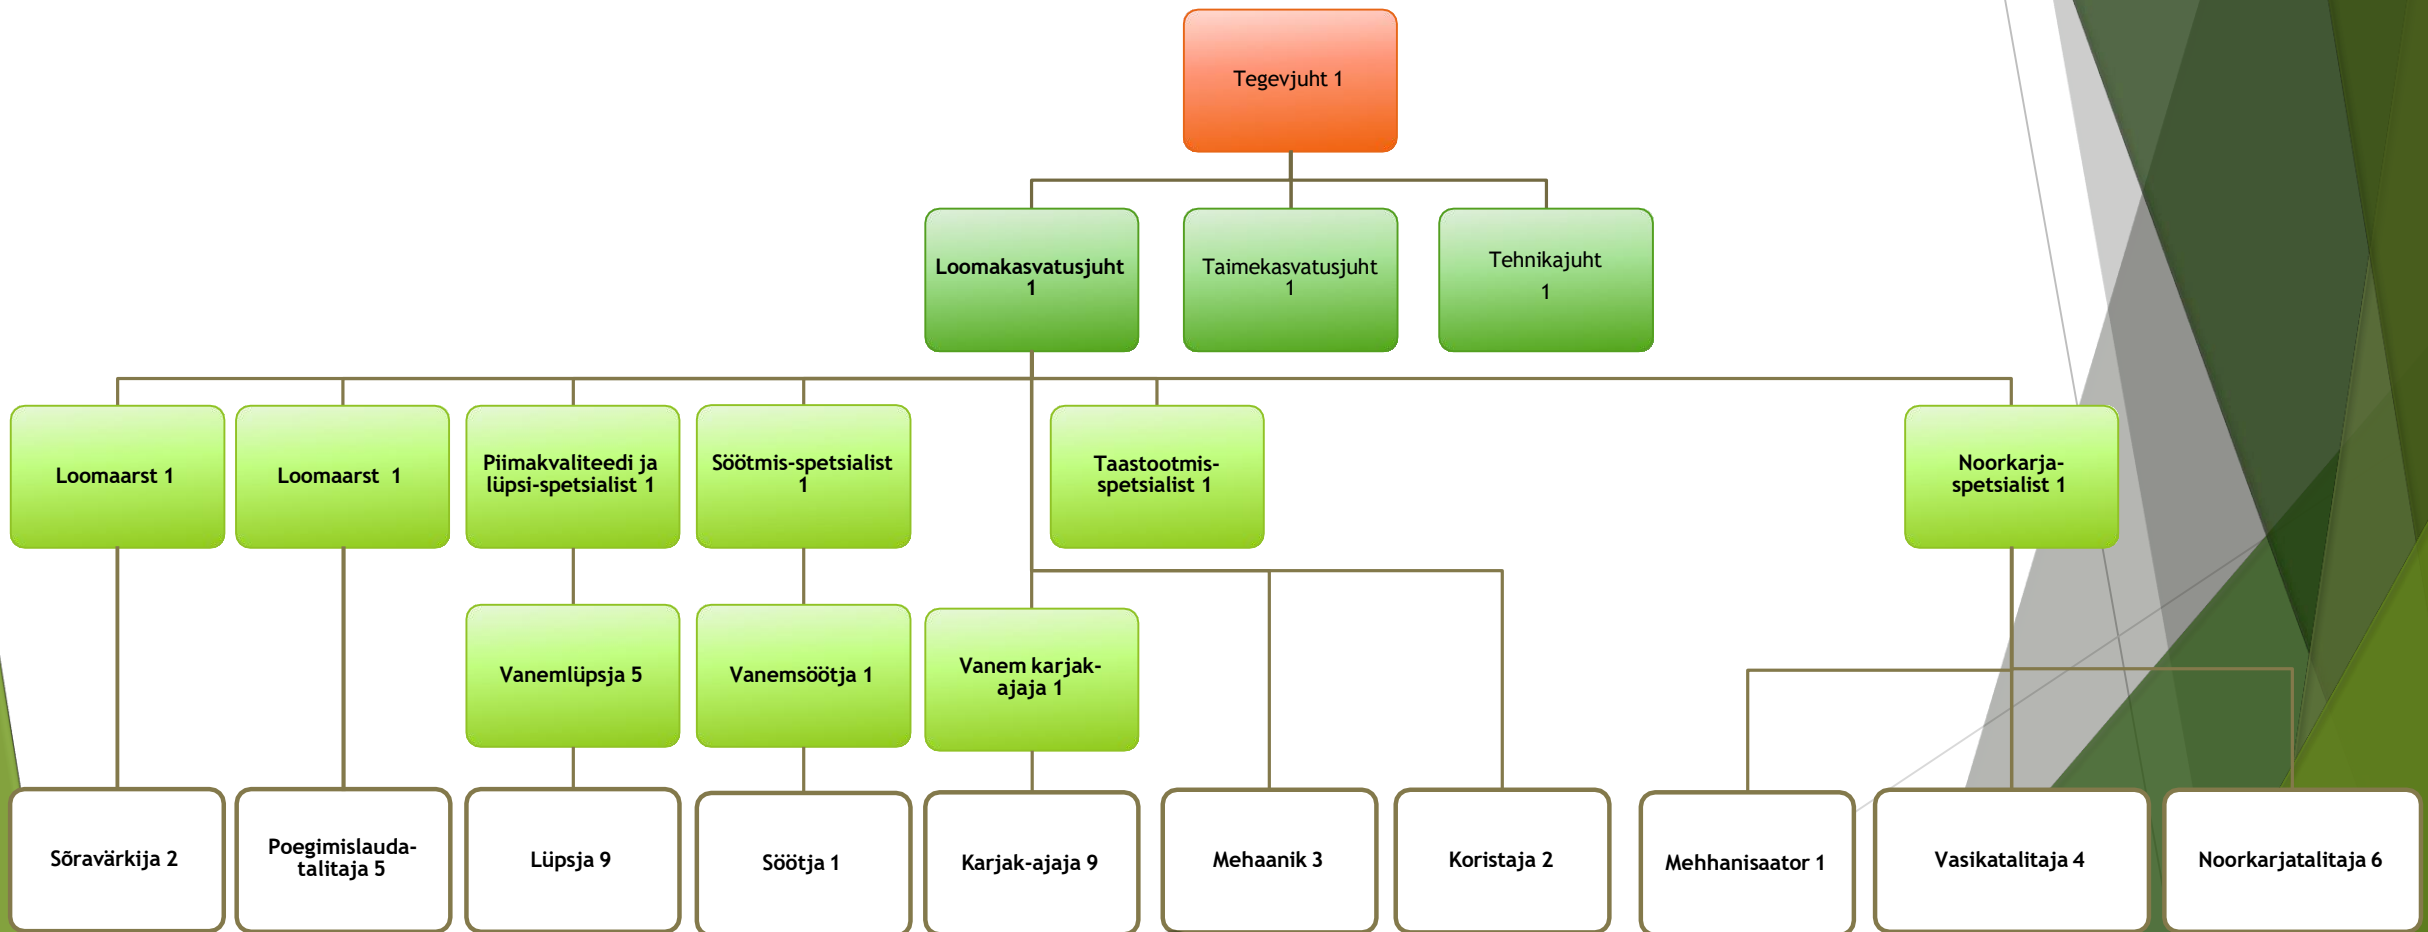 Tegevjuht 1
Loomakasvatusjuht
1
Taimekasvatusjuht
1
Tehnikajuht
1
Loomaarst 1
Loomaarst  1
Piimakvaliteedi ja
lüpsi-spetsialist 1
Söötmis-spetsialist
1
Taastootmis-
spetsialist 1
Noorkarja-
spetsialist 1
Vanemlüpsja 5
Vanemsöötja 1
Vanem karjak-
ajaja 1
Sõravärkija 2
Poegimislauda-
talitaja 5
Lüpsja 9
Söötja 1
Karjak-ajaja 9
Mehaanik 3
Koristaja 2
Mehhanisaator 1
Vasikatalitaja 4
Noorkarjatalitaja 6